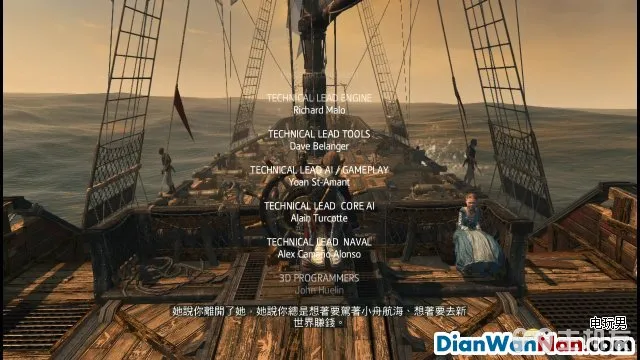 TECHNICAL LEAD ENGINE
Richard Malo
TECHNICAL LEAD TOOLS
Dave Belanger
TECHNICAL LEAD AI / GAMEPLAY
Yoan St-Amant
TECHNICAL LEAD CORE AI
Alain Turcotte
TECHNICAL LEAD NAVAL
Alex Camano Alonso
3D PROGRAMMERS
John Huelin
她說你離開了她，她說你總是想著要駕著小舟航海、想著要去新
世界賺錢。
电玩男
DianWanNan.com